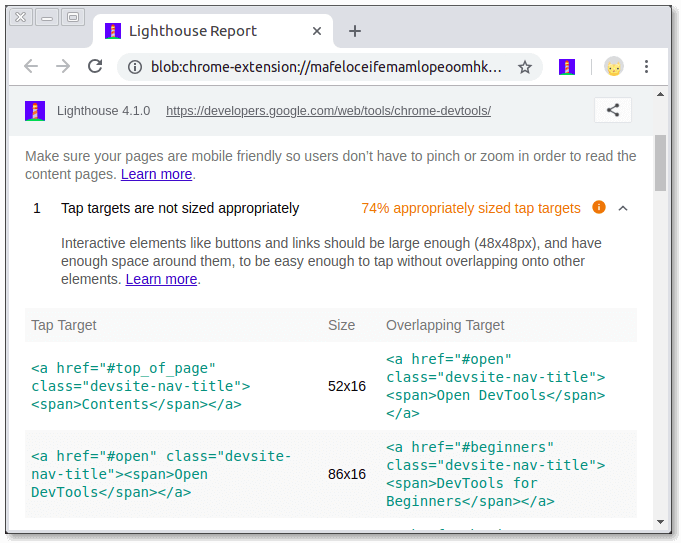 Lighthouse Report
blob:chrome-extension://mafeloceifemamlopeoomhk...
Lighthouse 4.1.0 https://developers.google.com/web/tools/chrome-devtools/
Make sure your pages are mobile friendly so users don’t have to pinch or zoom in order to read the
content pages. Learn more.
1 Tap targets are not sized appropriately 74% appropriately sized tap targets
Interactive elements like buttons and links should be large enough (48x48px), and have
enough space around them, to be easy enough to tap without overlapping onto other
elements. Learn more.
Tap Target Size Overlapping Target
<a href="#top_of_page"
class="devsite-nav-title">
<span>Contents</span></a>
52x16
<a href="#open"
class="devsite-nav-title">
<span>Open DevTools</span>
</a>
<a href="#open" class="devsite-
nav-title"><span>Open
DevTools</span></a>
86x16
<a href="#beginners"
class="devsite-nav-title">
<span>DevTools for
Beginners</span></a>